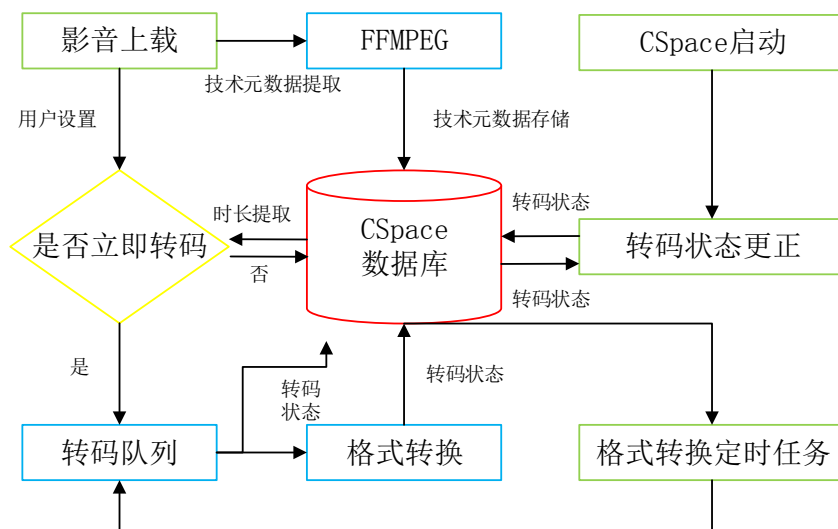 影音上载
FFMPEG
CSpace启动
技术元数据提取
用户设置
技术元数据存储
时长提取
转码状态
是否立即转码
CSpace
数据库
转码状态更正
否
转码状态
是
转码
状态
转码状态
转码队列
格式转换
格式转换定时任务